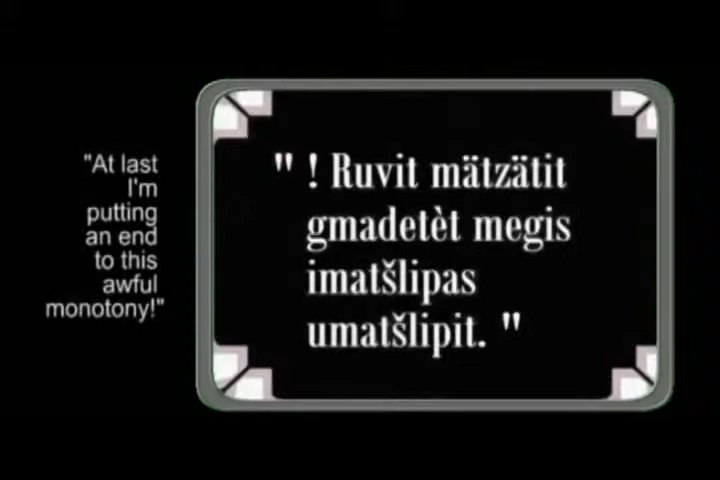 "At last
I'm
putting
an end
to this
awful
monotony!"
" ! Ruvit mätzätit
gmadetèt megis
imatšlipas
umatšlipit. "